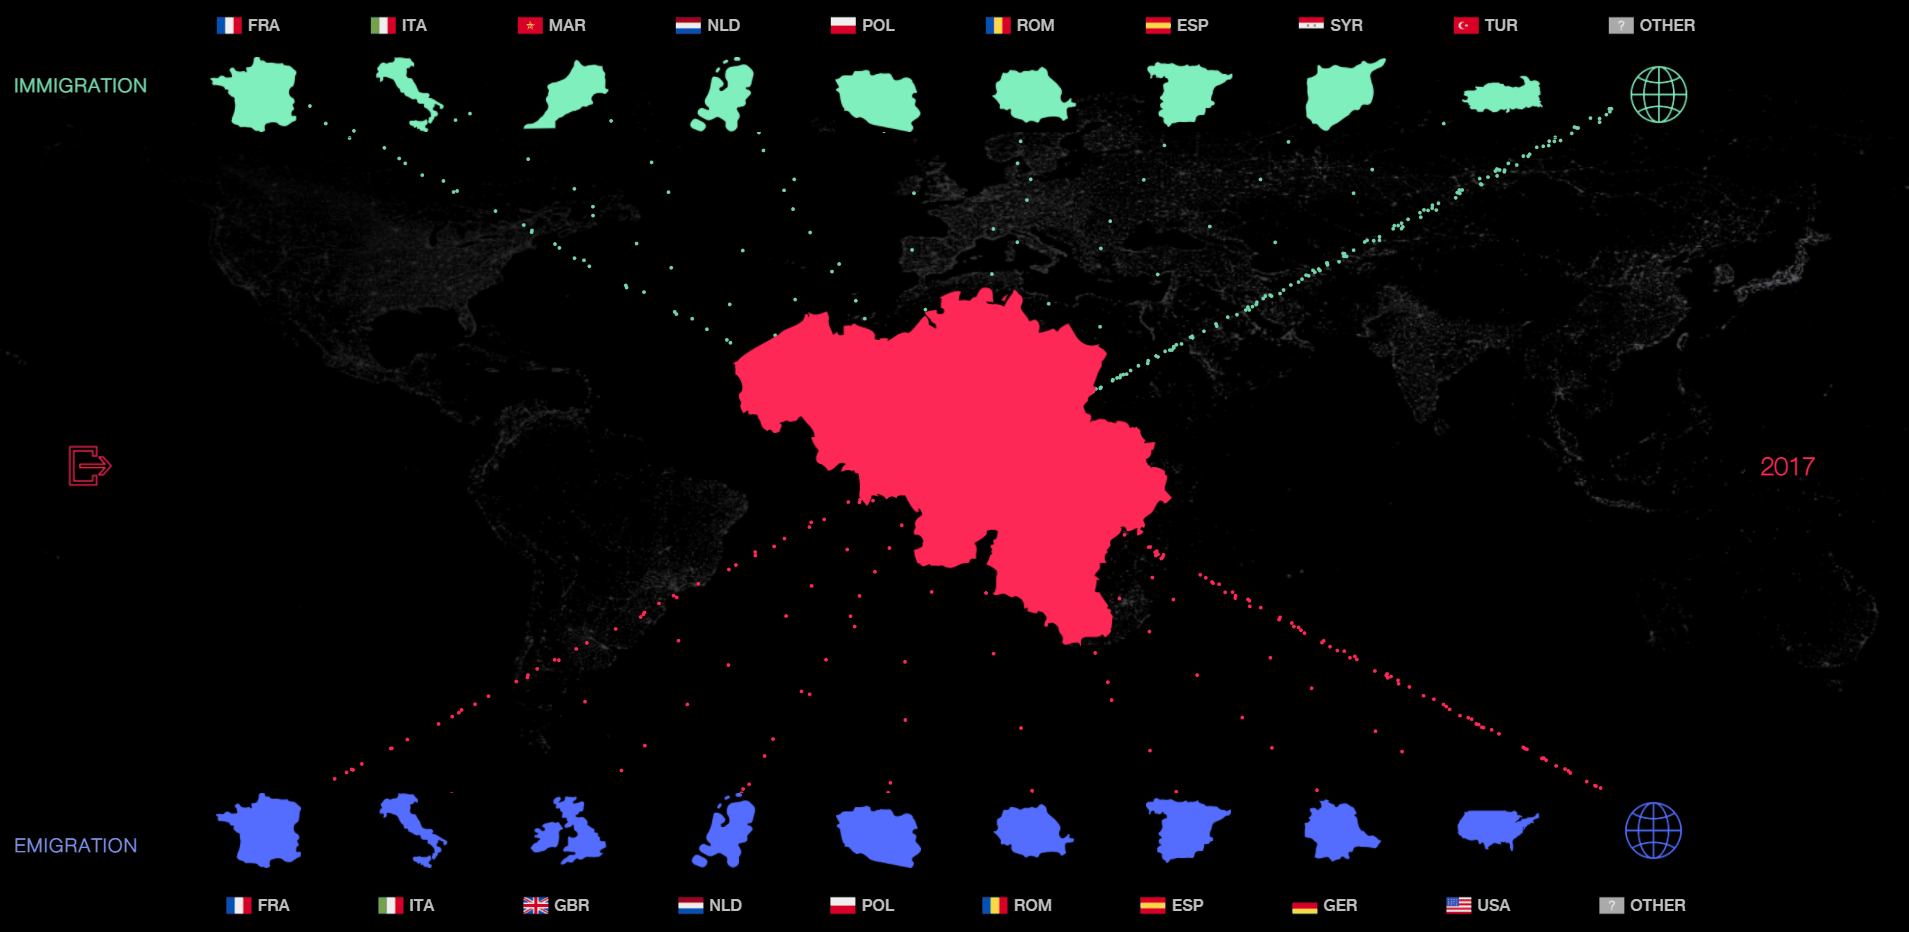 FRA ITA MAR NLD POL ROM ESP SYR TUR ? OTHER
IMMIGRATION
2017
EMIGRATION
FRA ITA GBR NLD POL ROM ESP GER USA ? OTHER